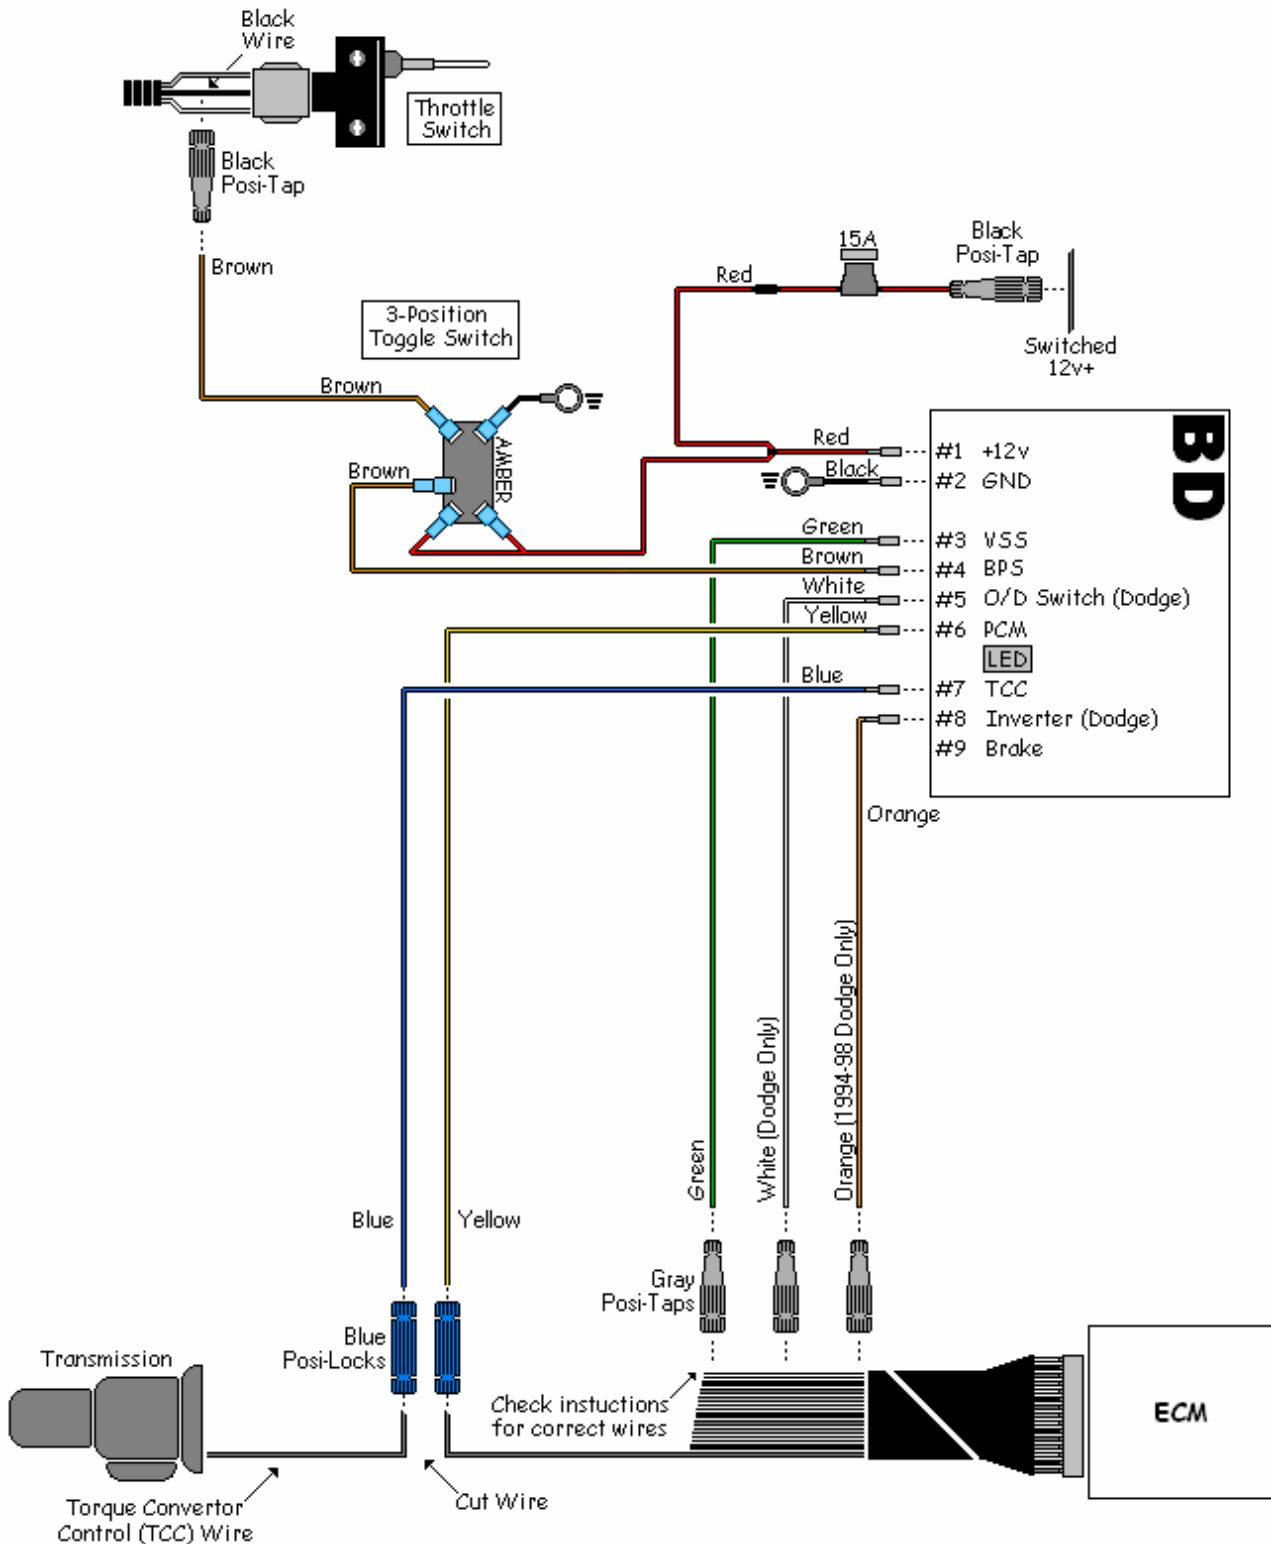 Black
Wire
Throttle
Switch
Black
Posi-Tap
Brown
15A
Black
Posi-Tap
Red
Switched
12v+
3-Position
Toggle Switch
Brown
AMBER
Brown
BD
Red
#1 +12v
Black
#2 GND
Green
#3 VSS
Brown
#4 BPS
White
#5 O/D Switch (Dodge)
Yellow
#6 PCM
LED
Blue
#7 TCC
#8 Inverter (Dodge)
#9 Brake
Orange
Green
White (Dodge Only)
Orange (1994-98 Dodge Only)
Blue
Yellow
Gray
Posi-Taps
Blue
Posi-Locks
Transmission
Check instuctions
for correct wires
ECM
Cut Wire
Torque Convertor
Control (TCC) Wire